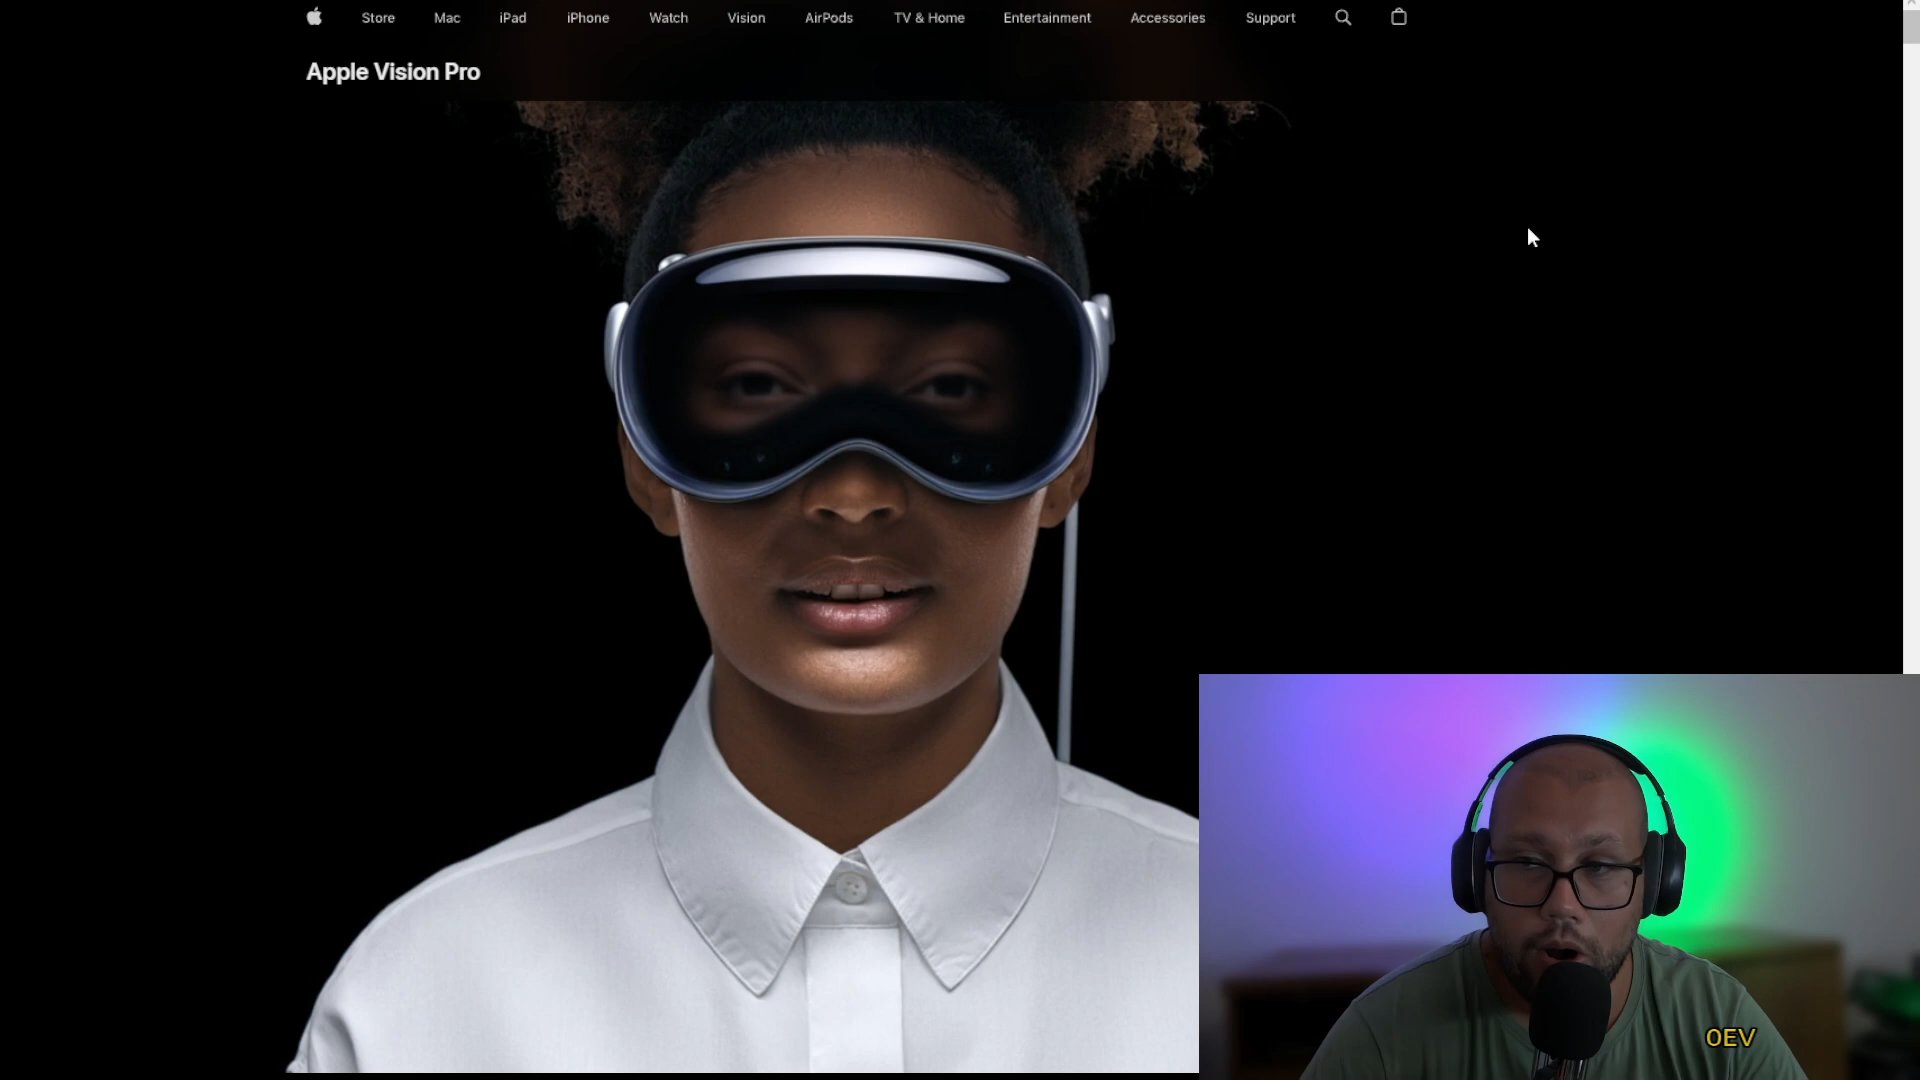 Store Mac iPad iPhone Watch Vision AirPods TV & Home Entertainment Accessories Support
Apple Vision Pro
OEV